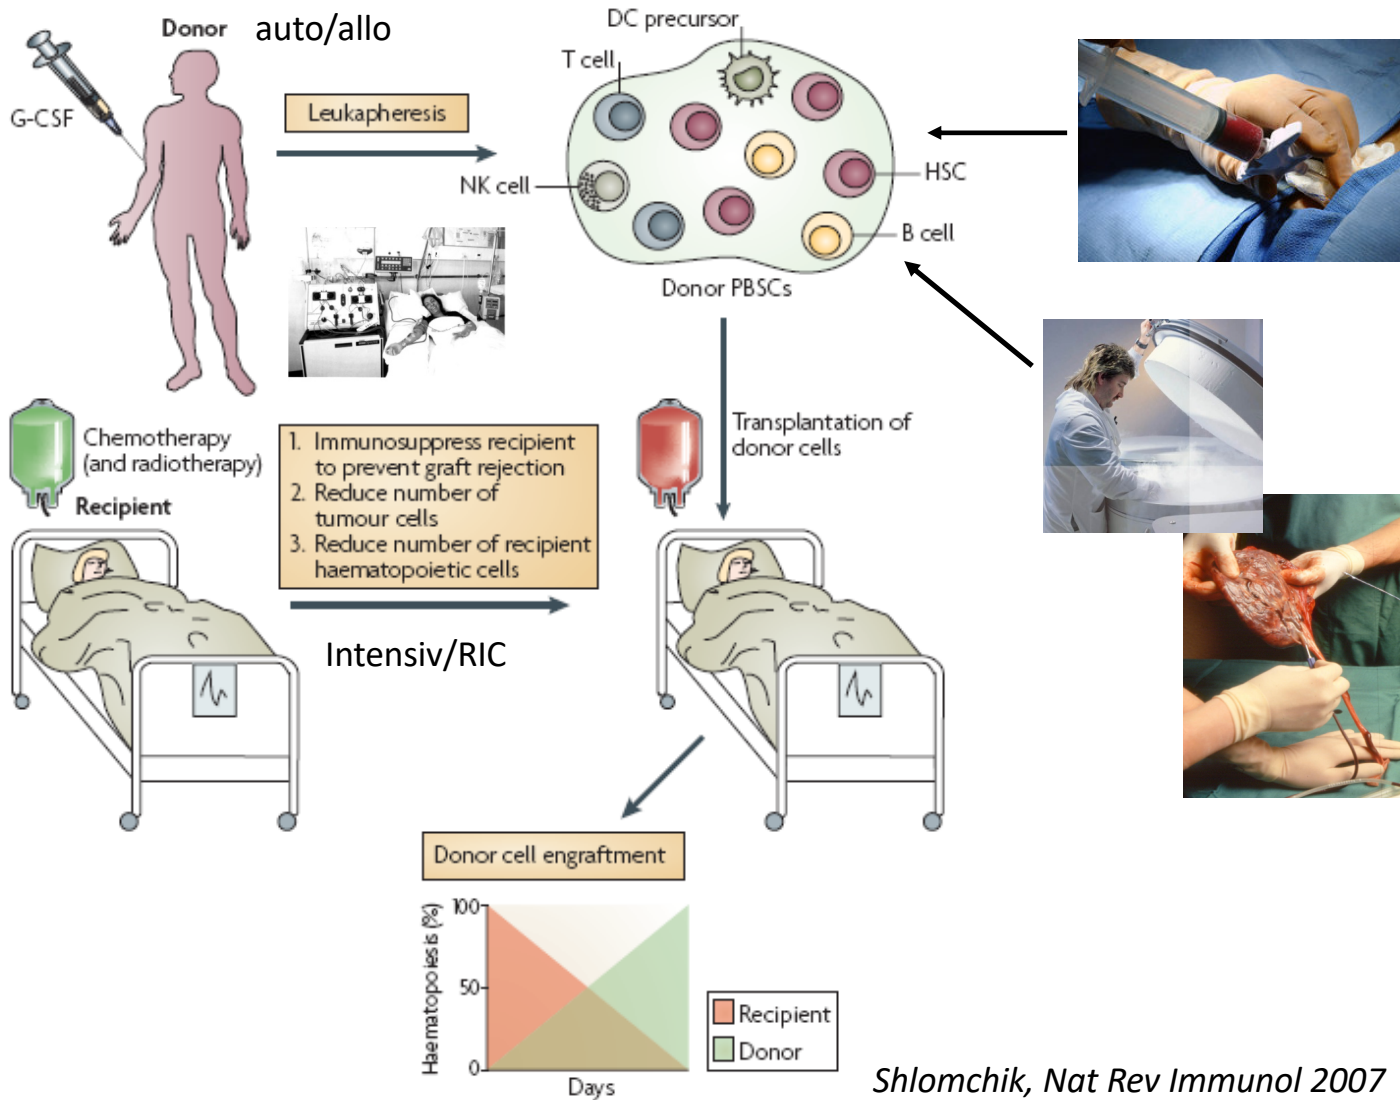 Donor auto/allo
G-CSF
Leukapheresis
DC precursor
T cell
NK cell
HSC
B cell
Donor PBSCs
Chemotherapy
(and radiotherapy)
Recipient
1. Immunosuppress recipient
to prevent graft rejection
2. Reduce number of
tumour cells
3. Reduce number of recipient
haematopoietic cells
Intensiv/RIC
Transplantation of
donor cells
Donor cell engraftment
Haematopoiesis (%)
100
50
0
Days
Recipient
Donor
Shlomchik, Nat Rev Immunol 2007